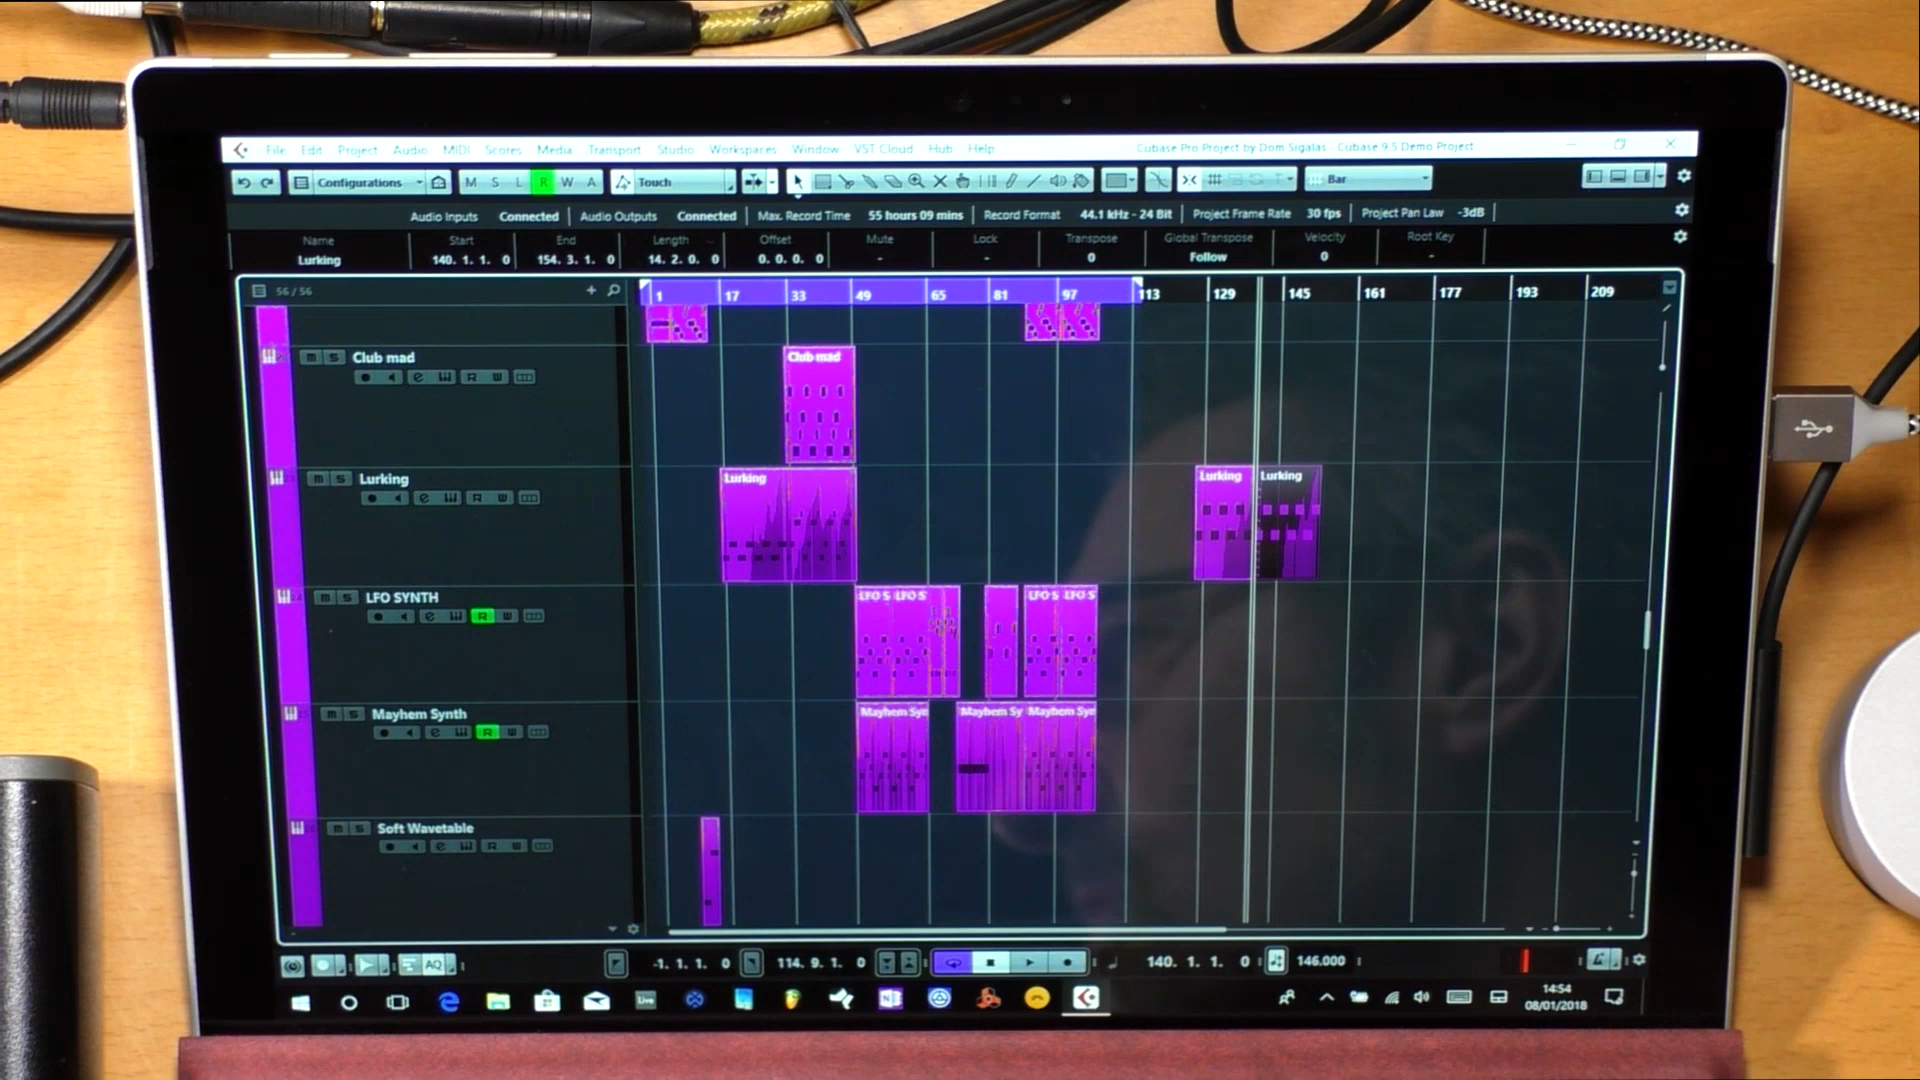 File Edit Project Audio MIDI Scores Media Transport Studio Workspaces Window VST Cloud Hub Help Cubase Pro Project by Dom Sigalas - Cubase 9.5 Demo Project
Configurations M S L R W A Touch Bar
Audio Inputs Connected Audio Outputs Connected Max. Record Time 55 hours 09 mins Record Format 44.1 kHz - 24 Bit Project Frame Rate 30 fps Project Pan Law -3dB
Name Start End Length Offset Mute Lock Transpose Global Transpose Velocity Root Key
Lurking 140. 1. 1. 0 154. 3. 1. 0 14. 2. 0. 0 0. 0. 0. 0 - - 0 Follow 0 -
56 / 56 1 17 33 49 65 81 97 113 129 145 161 177 193 209
m S Club mad Club mad
e R W
m S Lurking Lurking Lurking Lurking
e R W
m S LFO SYNTH LFO S LFO S LFO S LFO S
e R W
m S Mayhem Synth Mayhem Syn Mayhem Sy Mayhem Syn
e R W
m S Soft Wavetable
e R W
AQ -1. 1. 1. 0 114. 9. 1. 0 140. 1. 1. 0 146.000
Live N 14:54
08/01/2018